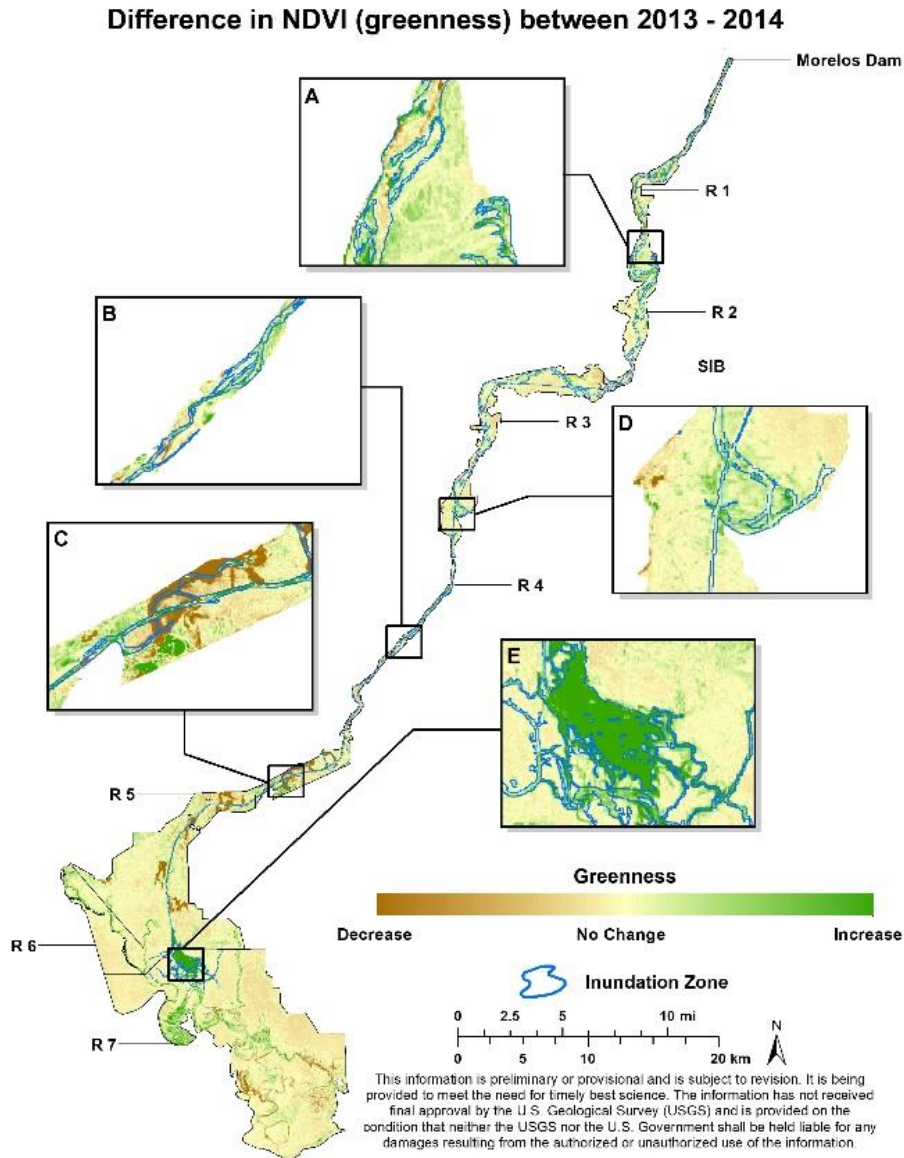 Difference in NDVI (greenness) between 2013 - 2014
Morelos Dam
A
R 1
B
R 2
SIB
R 3
D
C
R 4
E
R 5
Greenness
Decrease
No Change
Increase
R 6
Inundation Zone
0 2.5 5 10 mi
N
R 7
0 5 10 20 km
This information is preliminary or provisional and is subject to revision. It is being
provided to meet the need for timely best science. The information has not received
final approval by the U.S. Geological Survey (USGS) and is provided on the
condition that neither the USGS nor the U.S. Government shall be held liable for any
damages resulting from the authorized or unauthorized use of the information.